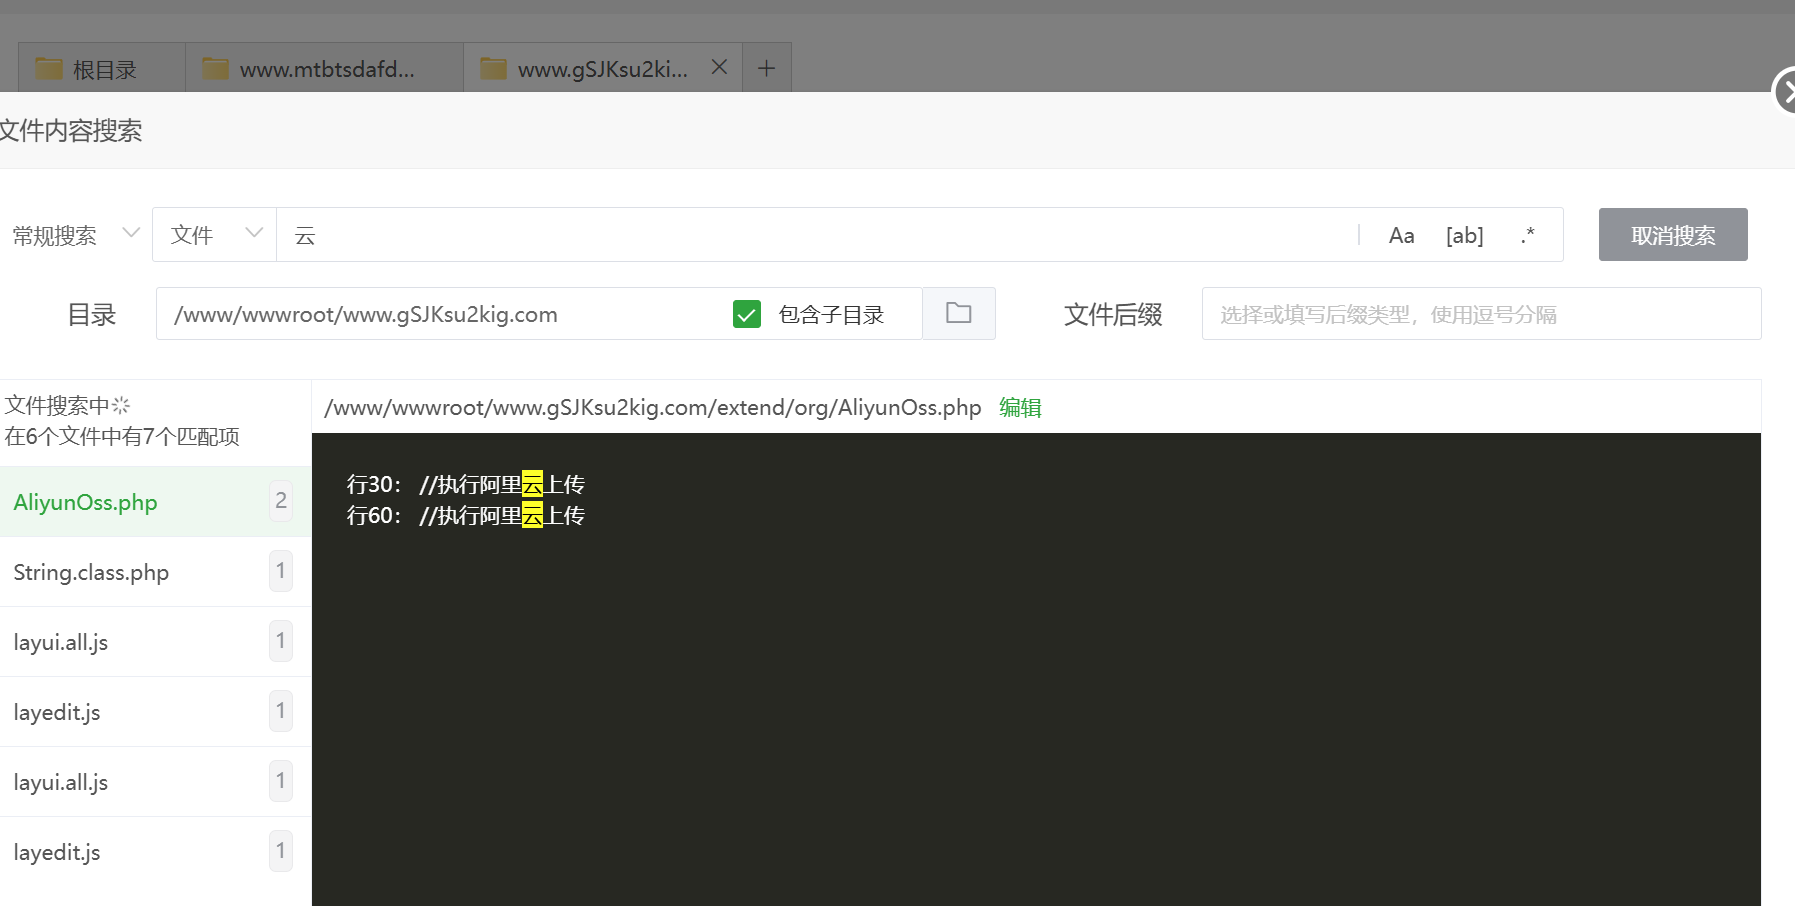 根目录 www.mtbtsdafd... www.gSJKsu2ki...
文件内容搜索
常规搜索 文件 云 Aa [ab] .* 取消搜索
目录 /www/wwwroot/www.gSJKsu2kig.com 包含子目录 文件后缀 选择或填写后缀类型，使用逗号分隔
文件搜索中
在6个文件中有7个匹配项
/www/wwwroot/www.gSJKsu2kig.com/extend/org/AliyunOss.php 编辑
AliyunOss.php 2
String.class.php 1
layui.all.js 1
layedit.js 1
layui.all.js 1
layedit.js 1
行30： //执行阿里云上传
行60： //执行阿里云上传